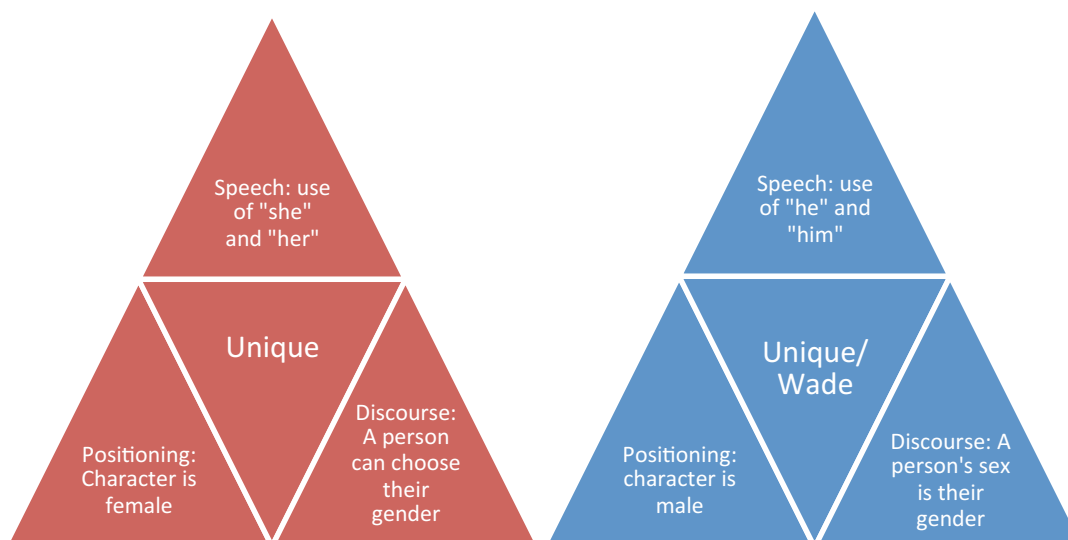 Speech: use
of "she"
and "her"
Unique
Positioning:
Character is
female
Discourse:
A person
can choose
their
gender
Speech: use
of "he" and
"him"
Unique/
Wade
Positioning:
character is
male
Discourse: A
person's sex
is their
gender